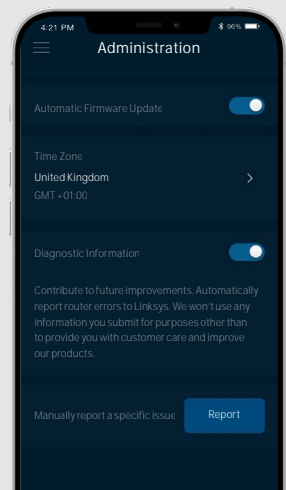 4:21 PM
96%
Administration
Automatic Firmware Update
Time Zone
United Kingdom
GMT +01:00
Diagnostic Information
Contribute to future improvements. Automatically
report router errors to Linksys. We won't use any
information you submit for purposes other than
to provide you with customer care and improve
our products.
Manually report a specific issue
Report